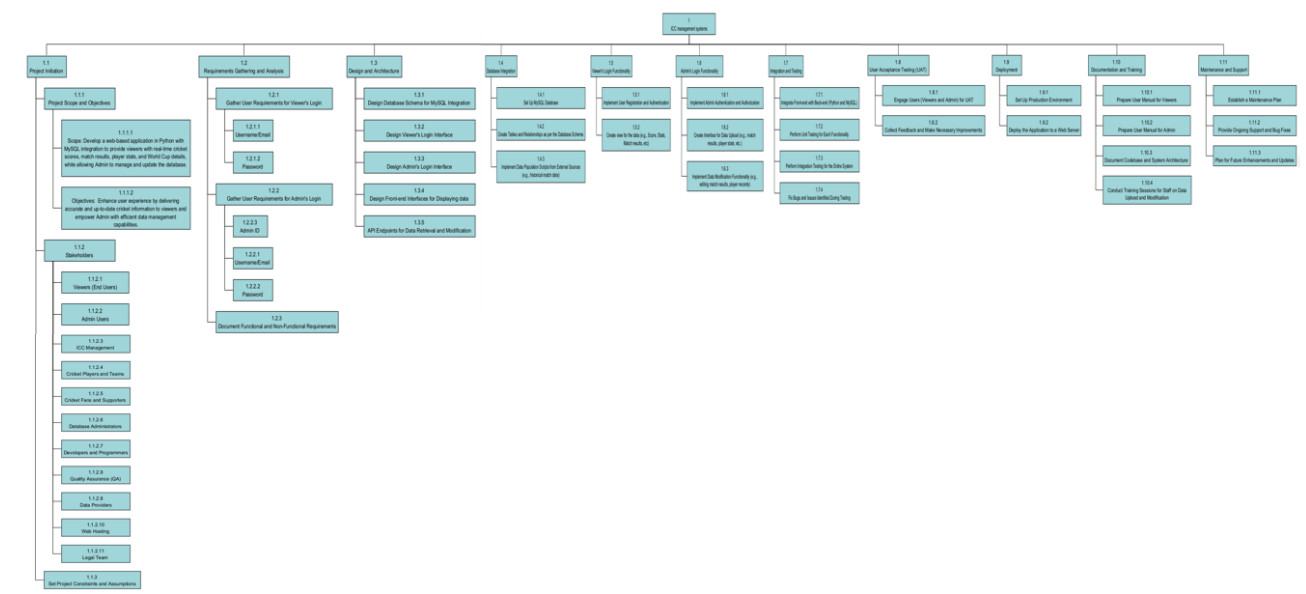 1
ICC management systems
1.1
Project Initiation
1.1.1
Project Scope and Objectives
1.1.1.1
Scope: Develop a web-based application in Python with
MySQL integration to provide viewers with real-time cricket
scores, match results, player stats, and World Cup details,
while allowing Admin to manage and update the database.
1.1.1.2
Objectives: Enhance user experience by delivering
accurate and up-to-date cricket information to viewers and
empower Admin with efficient data management
capabilities.
1.1.2
Stakeholders
1.1.2.1
Viewers (End Users)
1.1.2.2
Admin Users
1.1.2.3
ICC Management
1.1.2.4
Cricket Players and Teams
1.1.2.5
Cricket Fans and Supporters
1.1.2.6
Database Administrators
1.1.2.7
Developers and Programmers
1.1.2.9
Quality Assurance (QA)
1.1.2.8
Data Providers
1.1.2.10
Web Hosting
1.1.2.11
Legal Team
1.1.3
Set Project Constraints and Assumptions
1.2
Requirements Gathering and Analysis
1.2.1
Gather User Requirements for Viewer's Login
1.2.1.1
Username/Email
1.2.1.2
Password
1.2.2
Gather User Requirements for Admin's Login
1.2.2.3
Admin ID
1.2.2.1
Username/Email
1.2.2.2
Password
1.2.3
Document Functional and Non-Functional Requirements
1.3
Design and Architecture
1.3.1
Design Database Schema for MySQL Integration
1.3.2
Design Viewer's Login Interface
1.3.3
Design Admin's Login Interface
1.3.4
Design Front-end Interfaces for Displaying data
1.3.5
API Endpoints for Data Retrieval and Modification
1.4
Database Integration
1.4.1
Set Up MySQL Database
1.4.2
Create Tables and Relationships as per the Database Schema
1.4.3
Implement Data Population Scripts from External Sources
(e.g., historical match data)
1.5
Viewer's Login Functionality
1.5.1
Implement User Registration and Authentication
1.5.2
Create view for the data (e.g., Score, Stats,
Match results, etc)
1.6
Admin's Login Functionality
1.6.1
Implement Admin Authentication and Authorization
1.6.2
Create Interface for Data Upload (e.g., match
results, player stats, etc.)
1.6.3
Implement Data Modification Functionality (e.g.,
editing match results, player records)
1.7
Integration and Testing
1.7.1
Integrate Front-end with Back-end (Python and MySQL)
1.7.2
Perform Unit Testing for Each Functionality
1.7.3
Perform Integration Testing for the Entire System
1.7.4
Fix Bugs and Issues Identified During Testing
1.8
User Acceptance Testing (UAT)
1.8.1
Engage Users (Viewers and Admin) for UAT
1.8.2
Collect Feedback and Make Necessary Improvements
1.9
Deployment
1.9.1
Set Up Production Environment
1.9.2
Deploy the Application to a Web Server
1.10
Documentation and Training
1.10.1
Prepare User Manual for Viewers
1.10.2
Prepare User Manual for Admin
1.10.3
Document Codebase and System Architecture
1.10.4
Conduct Training Sessions for Staff on Data
Upload and Modification
1.11
Maintenance and Support
1.11.1
Establish a Maintenance Plan
1.11.2
Provide Ongoing Support and Bug Fixes
1.11.3
Plan for Future Enhancements and Updates